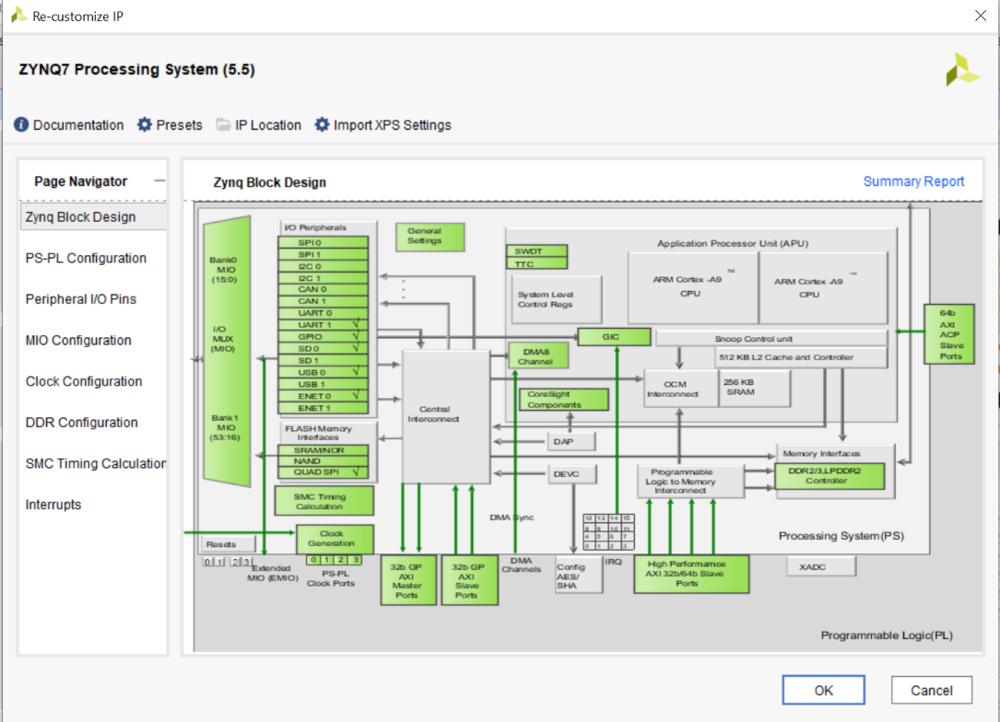 Re-customize IP
ZYNQ7 Processing System (5.5)
Documentation Presets IP Location Import XPS Settings
Page Navigator
Zynq Block Design
PS-PL Configuration
Peripheral I/O Pins
MIO Configuration
Clock Configuration
DDR Configuration
SMC Timing Calculation
Interrupts
Zynq Block Design
Summary Report
Bank0
MIO
(15:0)
I/O
MUX
(MIO)
Bank1
MIO
(53:16)
I/O Peripherals
SPI 0
SPI 1
I2C 0
I2C 1
CAN 0
CAN 1
UART 0
UART 1
GPIO
SD 0
SD 1
USB 0
USB 1
ENET 0
ENET 1
FLASH Memory
Interfaces
SRAM/NOR
NAND
QUAD SPI
SMC Timing
Calculation
General
Settings
Application Processor Unit (APU)
SWDT
TTC
System Level
Control Regs
ARM Cortex -A9 ™
CPU
ARM Cortex -A9 ™
CPU
GIC
Snoop Control unit
DMA8
Channel
512 KB L2 Cache and Controller
OCM
Interconnect
256 KB
SRAM
CoreSight
Components
Central
Interconnect
DAP
DEVC
Programmable
Logic to Memory
Interconnect
Memory Interfaces
DDR2/3,LPDDR2
Controller
64b
AXI
ACP
Slave
Ports
DMA Sync
12 13 14 15
8 9 10 11
4 5 6 7
0 1 2 3
Processing System(PS)
Resets
0 1 2 3
Clock
Generation
0 1 2 3
Extended
MIO (EMIO)
PS-PL
Clock Ports
32b GP
AXI
Master
Ports
32b GP
AXI
Slave
Ports
DMA
Channels
Config
AES/
SHA
IRQ
High Performance
AXI 32b/64b Slave
Ports
XADC
Programmable Logic(PL)
OK
Cancel